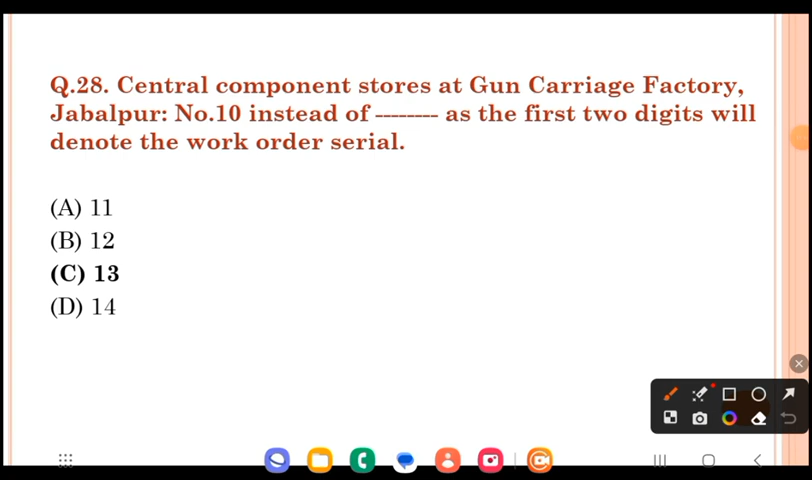 Q.28. Central component stores at Gun Carriage Factory,
Jabalpur: No.10 instead of -------- as the first two digits will
denote the work order serial.
(A) 11
(B) 12
(C) 13
(D) 14